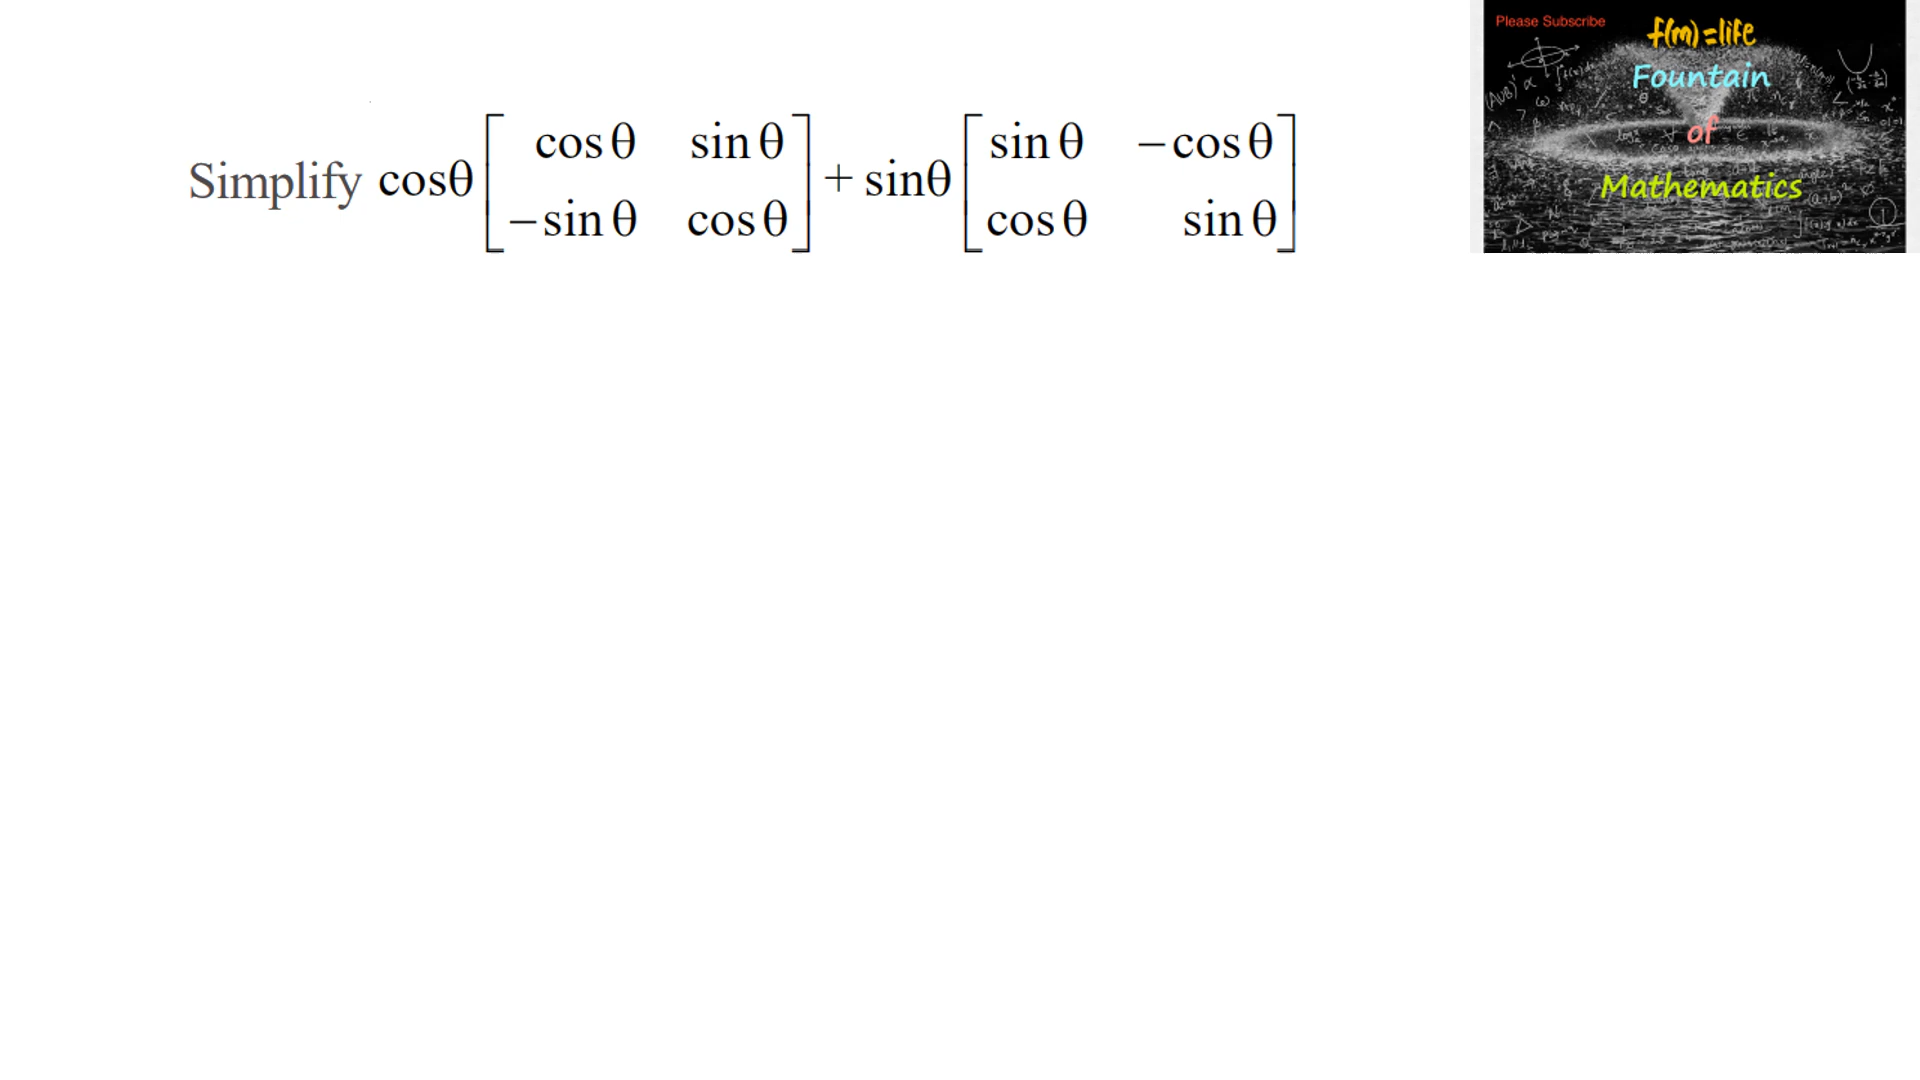 Simplify cosθ [ cos θ sin θ ; −sin θ cos θ ] + sinθ [ sin θ −cos θ ; cos θ sin θ ]
Please Subscribe
f(m)=life
Fountain
of
Mathematics